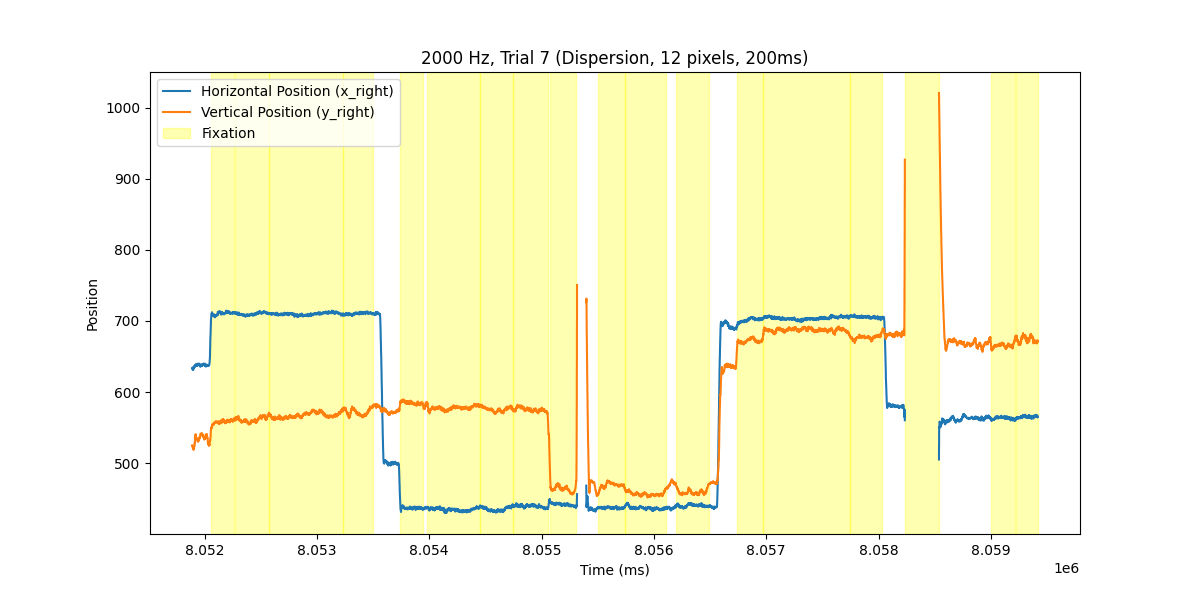 2000 Hz, Trial 7 (Dispersion, 12 pixels, 200ms)
Horizontal Position (x_right)
Vertical Position (y_right)
Fixation
1000
900
800
700
600
500
Position
8.052 8.053 8.054 8.055 8.056 8.057 8.058 8.059
Time (ms)
1e6